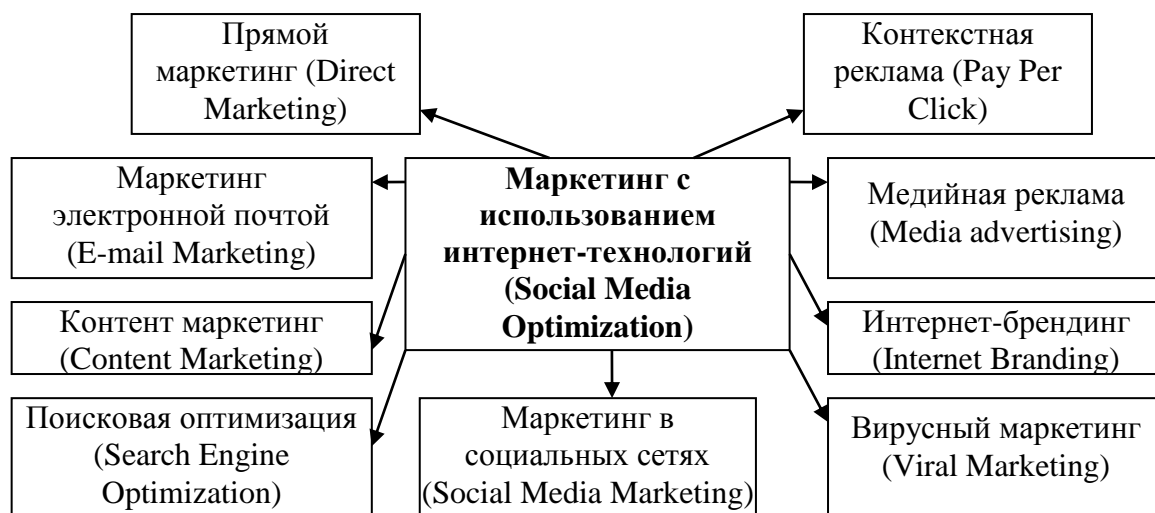 Прямой
маркетинг (Direct
Marketing)
Контекстная
реклама (Pay Per
Click)
Маркетинг
электронной почтой
(E-mail Marketing)
Маркетинг с
использованием
интернет-технологий
(Social Media
Optimization)
Медийная реклама
(Media advertising)
Контент маркетинг
(Content Marketing)
Интернет-брендинг
(Internet Branding)
Поисковая оптимизация
(Search Engine
Optimization)
Маркетинг в
социальных сетях
(Social Media Marketing)
Вирусный маркетинг
(Viral Marketing)